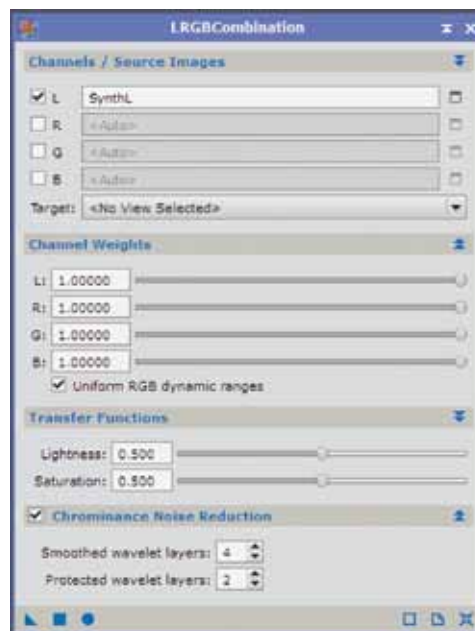 LRGBCombination
Channels / Source Images
L SynthL
R <Auto>
G <Auto>
B <Auto>
Target: <No View Selected>
Channel Weights
L: 1.00000
R: 1.00000
G: 1.00000
B: 1.00000
Uniform RGB dynamic ranges
Transfer Functions
Lightness: 0.500
Saturation: 0.500
Chrominance Noise Reduction
Smoothed wavelet layers: 4
Protected wavelet layers: 2